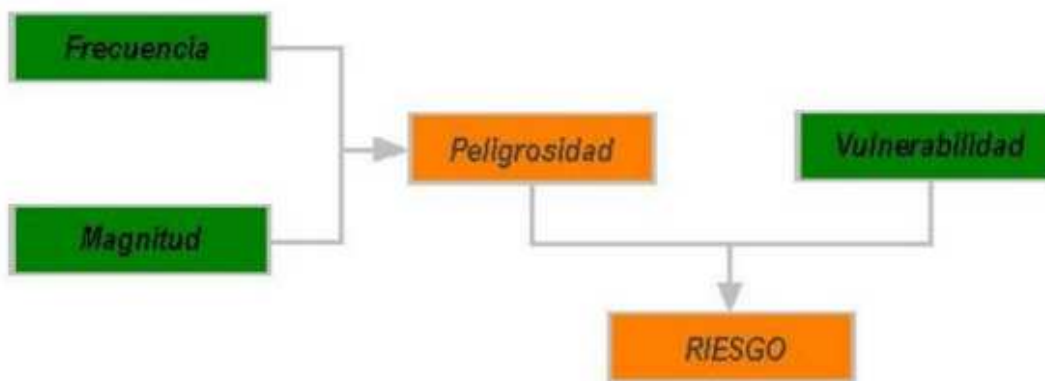 Frecuencia
Peligrosidad
Vulnerabilidad
Magnitud
RIESGO